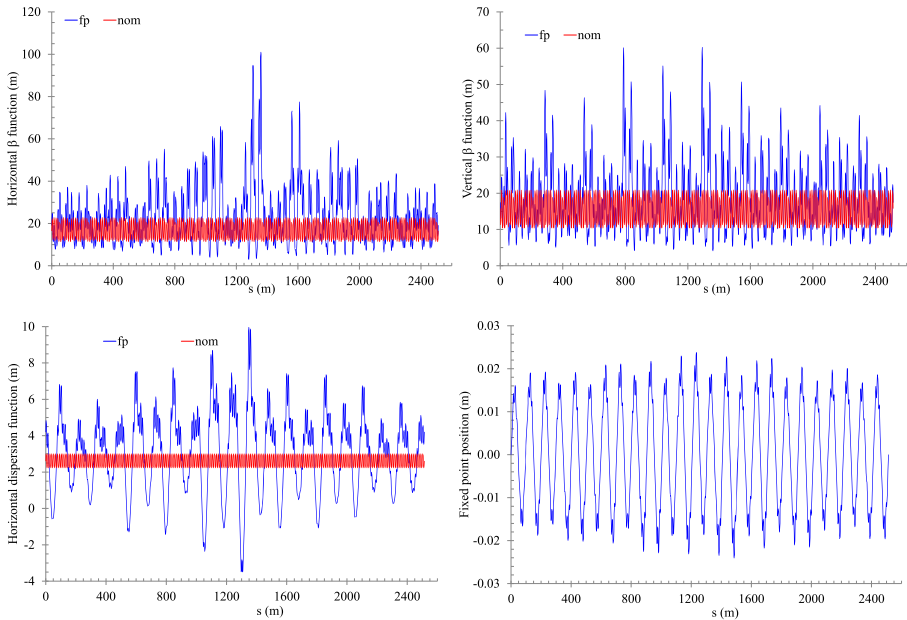 120
100
80
60
40
20
0
Horizontal β function (m)
fp
nom
0 400 800 1200 1600 2000 2400
s (m)
70
60
50
40
30
20
10
0
Vertical β function (m)
fp
nom
0 400 800 1200 1600 2000 2400
s (m)
10
8
6
4
2
0
-2
-4
Horizontal dispersion function (m)
fp
nom
0 400 800 1200 1600 2000 2400
s (m)
0.03
0.02
0.01
0.00
-0.01
-0.02
-0.03
Fixed point position (m)
0 400 800 1200 1600 2000 2400
s (m)